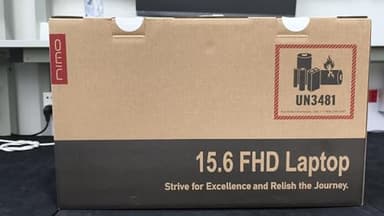 UN3481
15.6 FHD Laptop
Strive for Excellence and Relish the Journey.